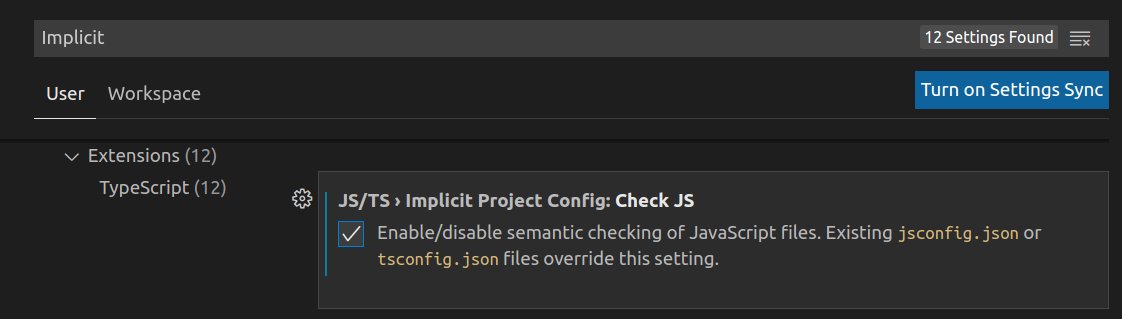 Implicit
12 Settings Found
User Workspace
Turn on Settings Sync
Extensions (12)
TypeScript (12)
JS/TS › Implicit Project Config: Check JS
Enable/disable semantic checking of JavaScript files. Existing jsconfig.json or
tsconfig.json files override this setting.